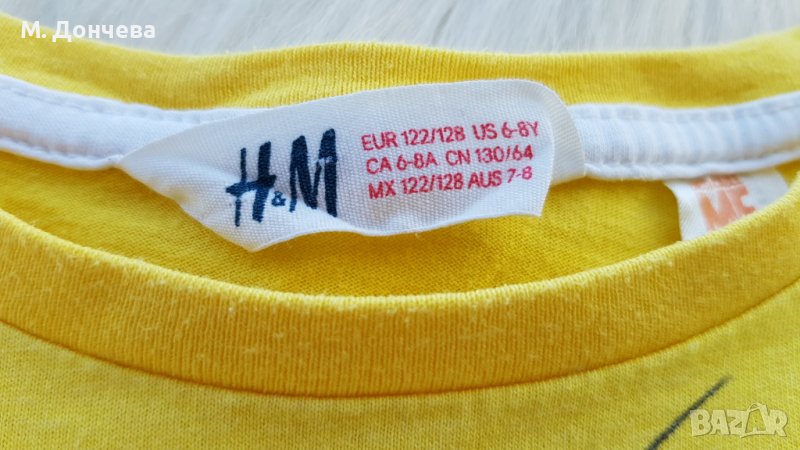 М. Дончева
H&M
EUR 122/128 US 6-8Y
CA 6-8A CN 130/64
MX 122/128 AUS 7-8
BAZAR